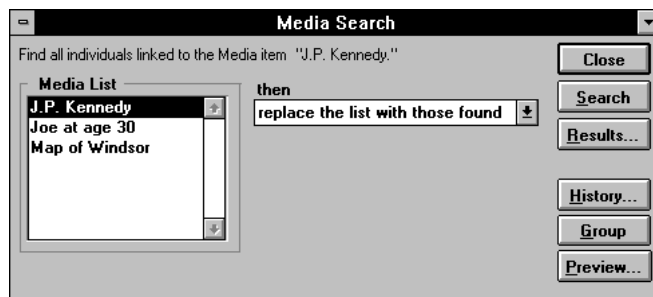 Media Search
Find all individuals linked to the Media item "J.P. Kennedy."
Media List
J.P. Kennedy
Joe at age 30
Map of Windsor
then
replace the list with those found
Close
Search
Results...
History...
Group
Preview...